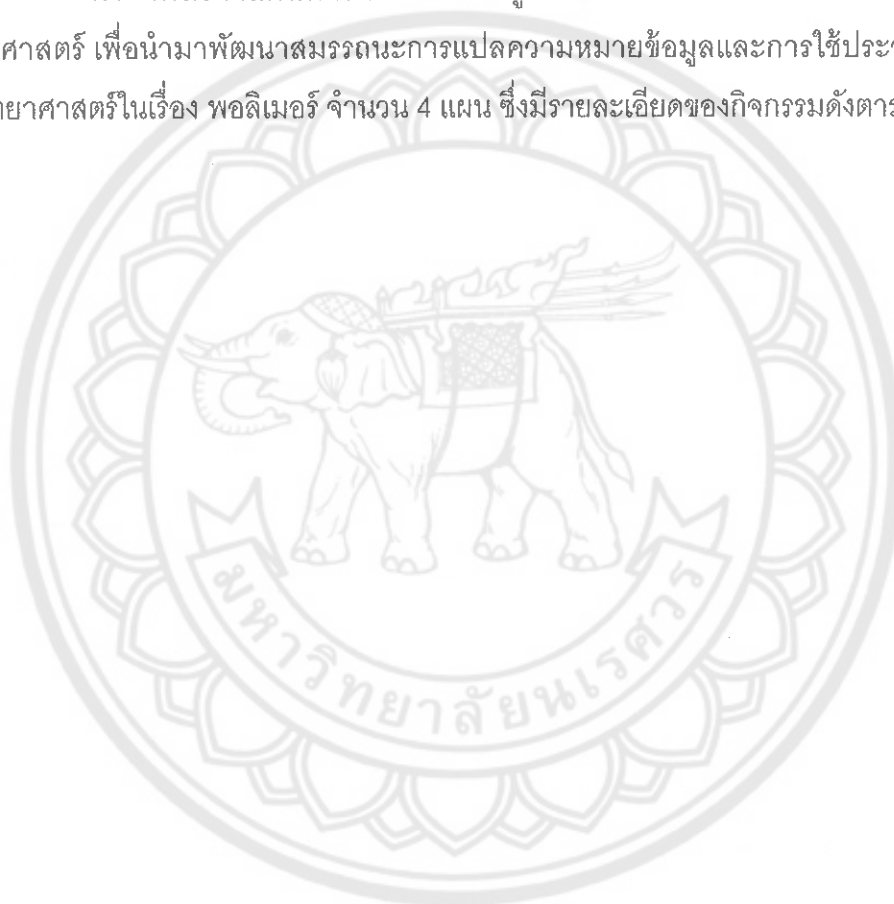 ศาสตร์ เพื่อนำมาพัฒนาสมรรถนะการแปลความหมายข้อมูลและการใช้ประ
ยาศาสตร์ในเรื่อง พอลิเมอร์ จำนวน 4 แผน ซึ่งมีรายละเอียดของกิจกรรมดังตาร
มหาวิทยาลัยนเรศวร